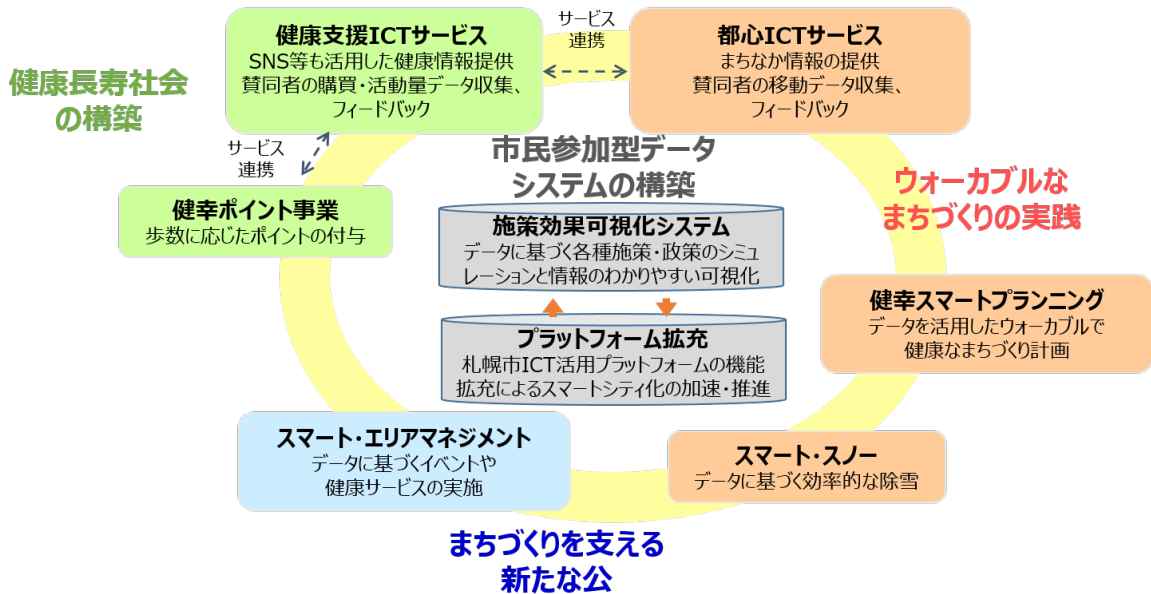 健康支援ICTサービス
SNS等も活用した健康情報提供
賛同者の購買・活動量データ収集、
フィードバック
サービス
連携
都心ICTサービス
まちなか情報の提供
賛同者の移動データ収集、
フィードバック
健康長寿社会
の構築
サービス
連携
市民参加型データ
システムの構築
ウォーカブルな
まちづくりの実践
健幸ポイント事業
歩数に応じたポイントの付与
施策効果可視化システム
データに基づく各種施策・政策のシミュ
レーションと情報のわかりやすい可視化
健幸スマートプランニング
データを活用したウォーカブルで
健康なまちづくり計画
プラットフォーム拡充
札幌市ICT活用プラットフォームの機能
拡充によるスマートシティ化の加速・推進
スマート・エリアマネジメント
データに基づくイベントや
健康サービスの実施
スマート・スノー
データに基づく効率的な除雪
まちづくりを支える
新たな公